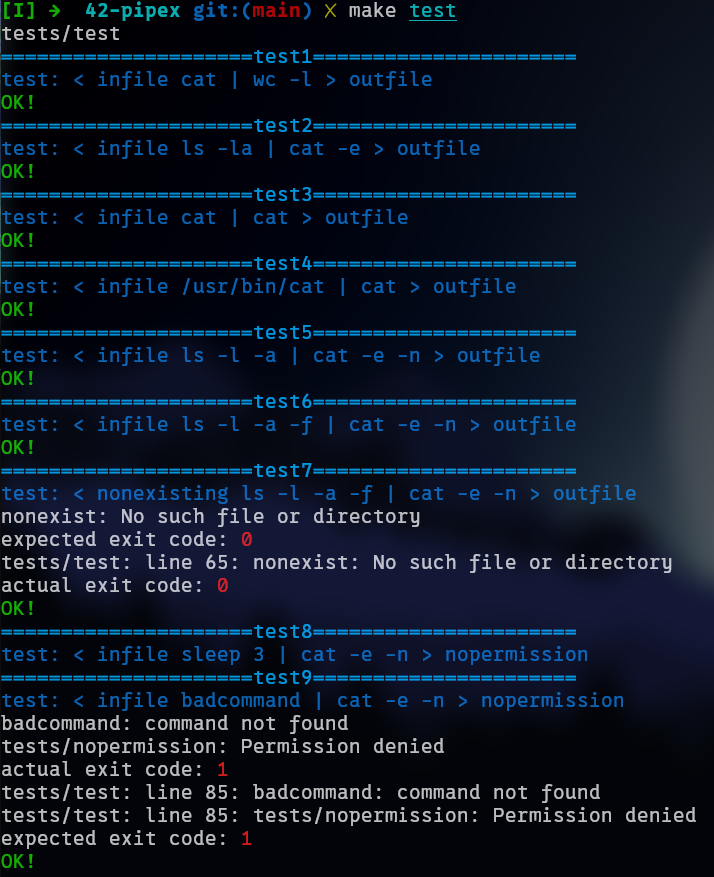 [I] → 42-pipex git:(main) ✗ make test
tests/test
=====================test1======================
test: < infile cat | wc -l > outfile
OK!
=====================test2======================
test: < infile ls -la | cat -e > outfile
OK!
=====================test3======================
test: < infile cat | cat > outfile
OK!
=====================test4======================
test: < infile /usr/bin/cat | cat > outfile
OK!
=====================test5======================
test: < infile ls -l -a | cat -e -n > outfile
OK!
=====================test6======================
test: < infile ls -l -a -f | cat -e -n > outfile
OK!
=====================test7======================
test: < nonexisting ls -l -a -f | cat -e -n > outfile
nonexist: No such file or directory
expected exit code: 0
tests/test: line 65: nonexist: No such file or directory
actual exit code: 0
OK!
=====================test8======================
test: < infile sleep 3 | cat -e -n > nopermission
=====================test9======================
test: < infile badcommand | cat -e -n > nopermission
badcommand: command not found
tests/nopermission: Permission denied
actual exit code: 1
tests/test: line 85: badcommand: command not found
tests/test: line 85: tests/nopermission: Permission denied
expected exit code: 1
OK!